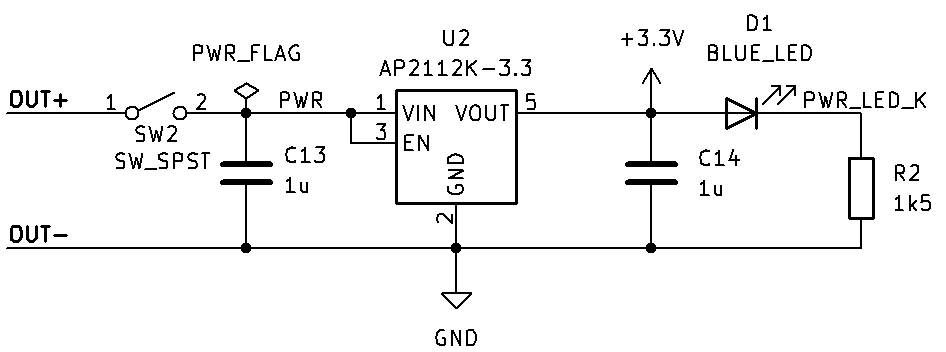 U2
AP2112K-3.3
PWR_FLAG
+3.3V
D1
BLUE_LED
OUT+
1
2
SW2
SW_SPST
PWR
1
VIN
VOUT
5
3
EN
GND
2
PWR_LED_K
C13
1u
C14
1u
R2
1k5
OUT-
GND